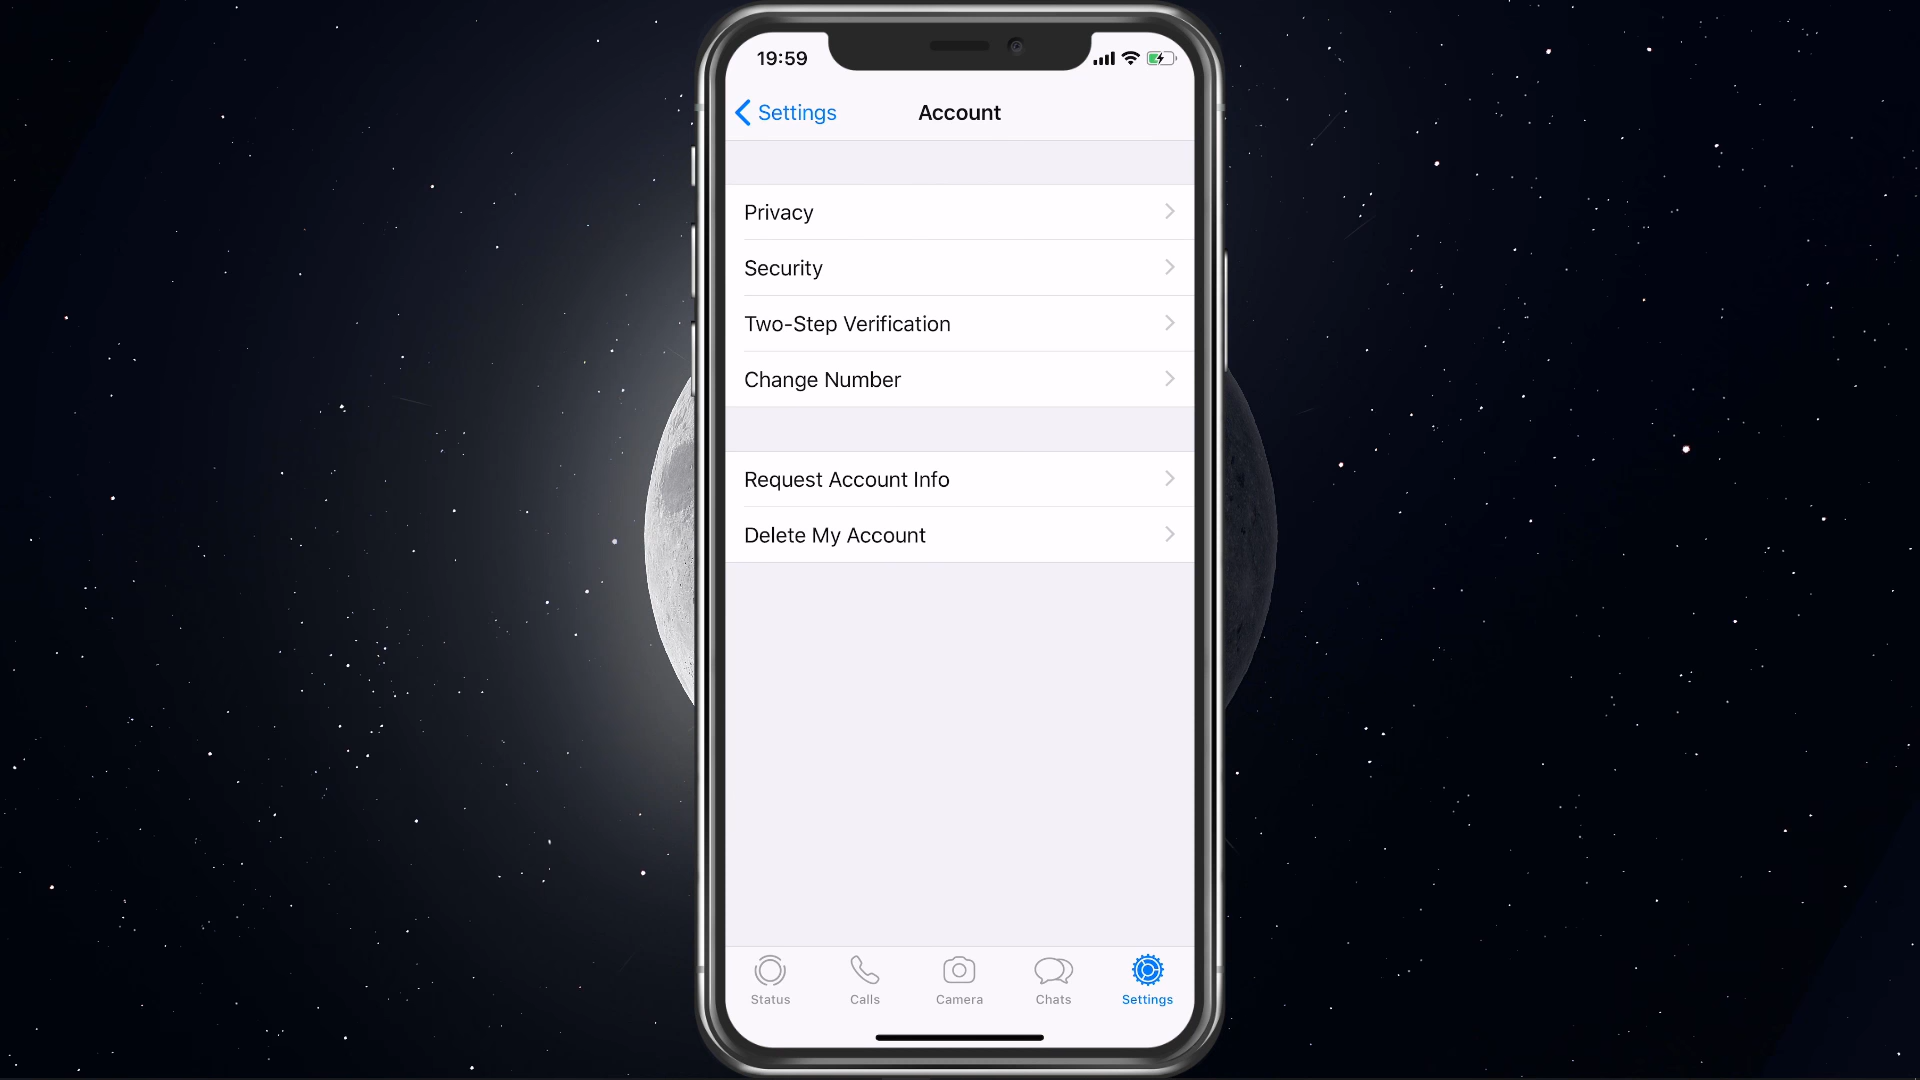 19:59
Settings
Account
Privacy
Security
Two-Step Verification
Change Number
Request Account Info
Delete My Account
Status
Calls
Camera
Chats
Settings